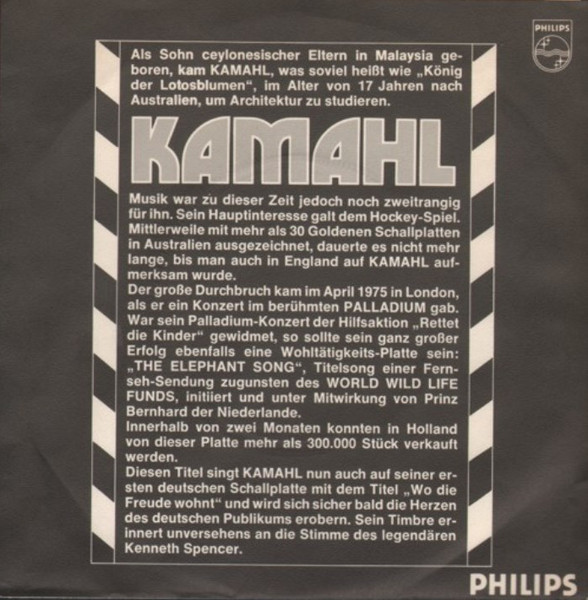 PHILIPS
Als Sohn ceylonesischer Eltern in Malaysia ge-
boren, kam KAMAHL, was soviel heißt wie „König
der Lotosblumen", im Alter von 17 Jahren nach
Australien, um Architektur zu studieren.
KAMAHL
Musik war zu dieser Zeit jedoch noch zweitrangig
für ihn. Sein Hauptinteresse galt dem Hockey-Spiel.
Mittlerweile mit mehr als 30 Goldenen Schallplatten
in Australien ausgezeichnet, dauerte es nicht mehr
lange, bis man auch in England auf KAMAHL auf-
merksam wurde.
Der große Durchbruch kam im April 1975 in London,
als er ein Konzert im berühmten PALLADIUM gab.
War sein Palladium-Konzert der Hilfsaktion „Rettet
die Kinder" gewidmet, so sollte sein ganz großer
Erfolg ebenfalls eine Wohltätigkeits-Platte sein:
„THE ELEPHANT SONG", Titelsong einer Fern-
seh-Sendung zugunsten des WORLD WILD LIFE
FUNDS, initiiert und unter Mitwirkung von Prinz
Bernhard der Niederlande.
Innerhalb von zwei Monaten konnten in Holland
von dieser Platte mehr als 300.000 Stück verkauft
werden.
Diesen Titel singt KAMAHL nun auch auf seiner er-
sten deutschen Schallplatte mit dem Titel „Wo die
Freude wohnt" und wird sich sicher bald die Herzen
des deutschen Publikums erobern. Sein Timbre er-
innert unversehens an die Stimme des legendären
Kenneth Spencer.
PHILIPS